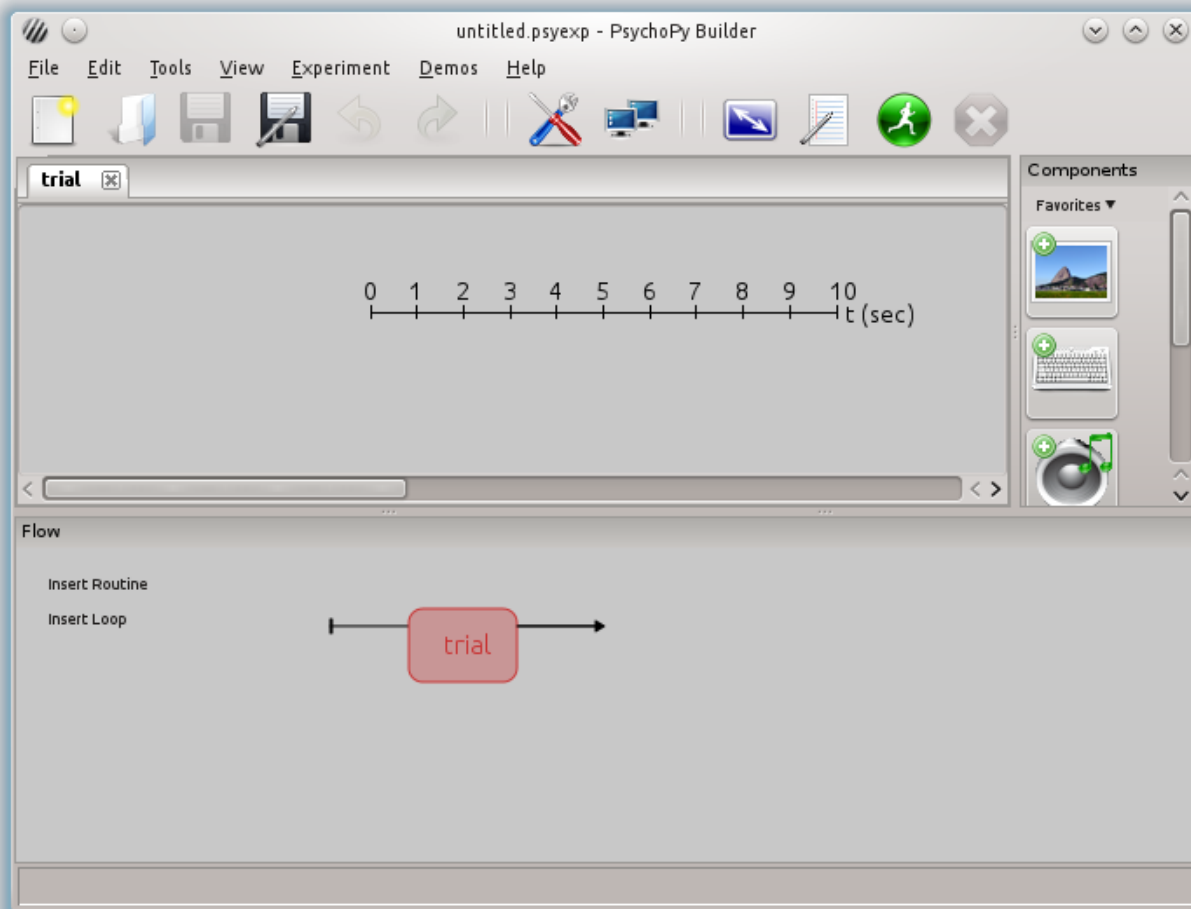 untitled.psyexp - PsychoPy Builder
File Edit Tools View Experiment Demos Help
trial
Components
Favorites ▼
0 1 2 3 4 5 6 7 8 9 10
t (sec)
Flow
Insert Routine
Insert Loop
trial